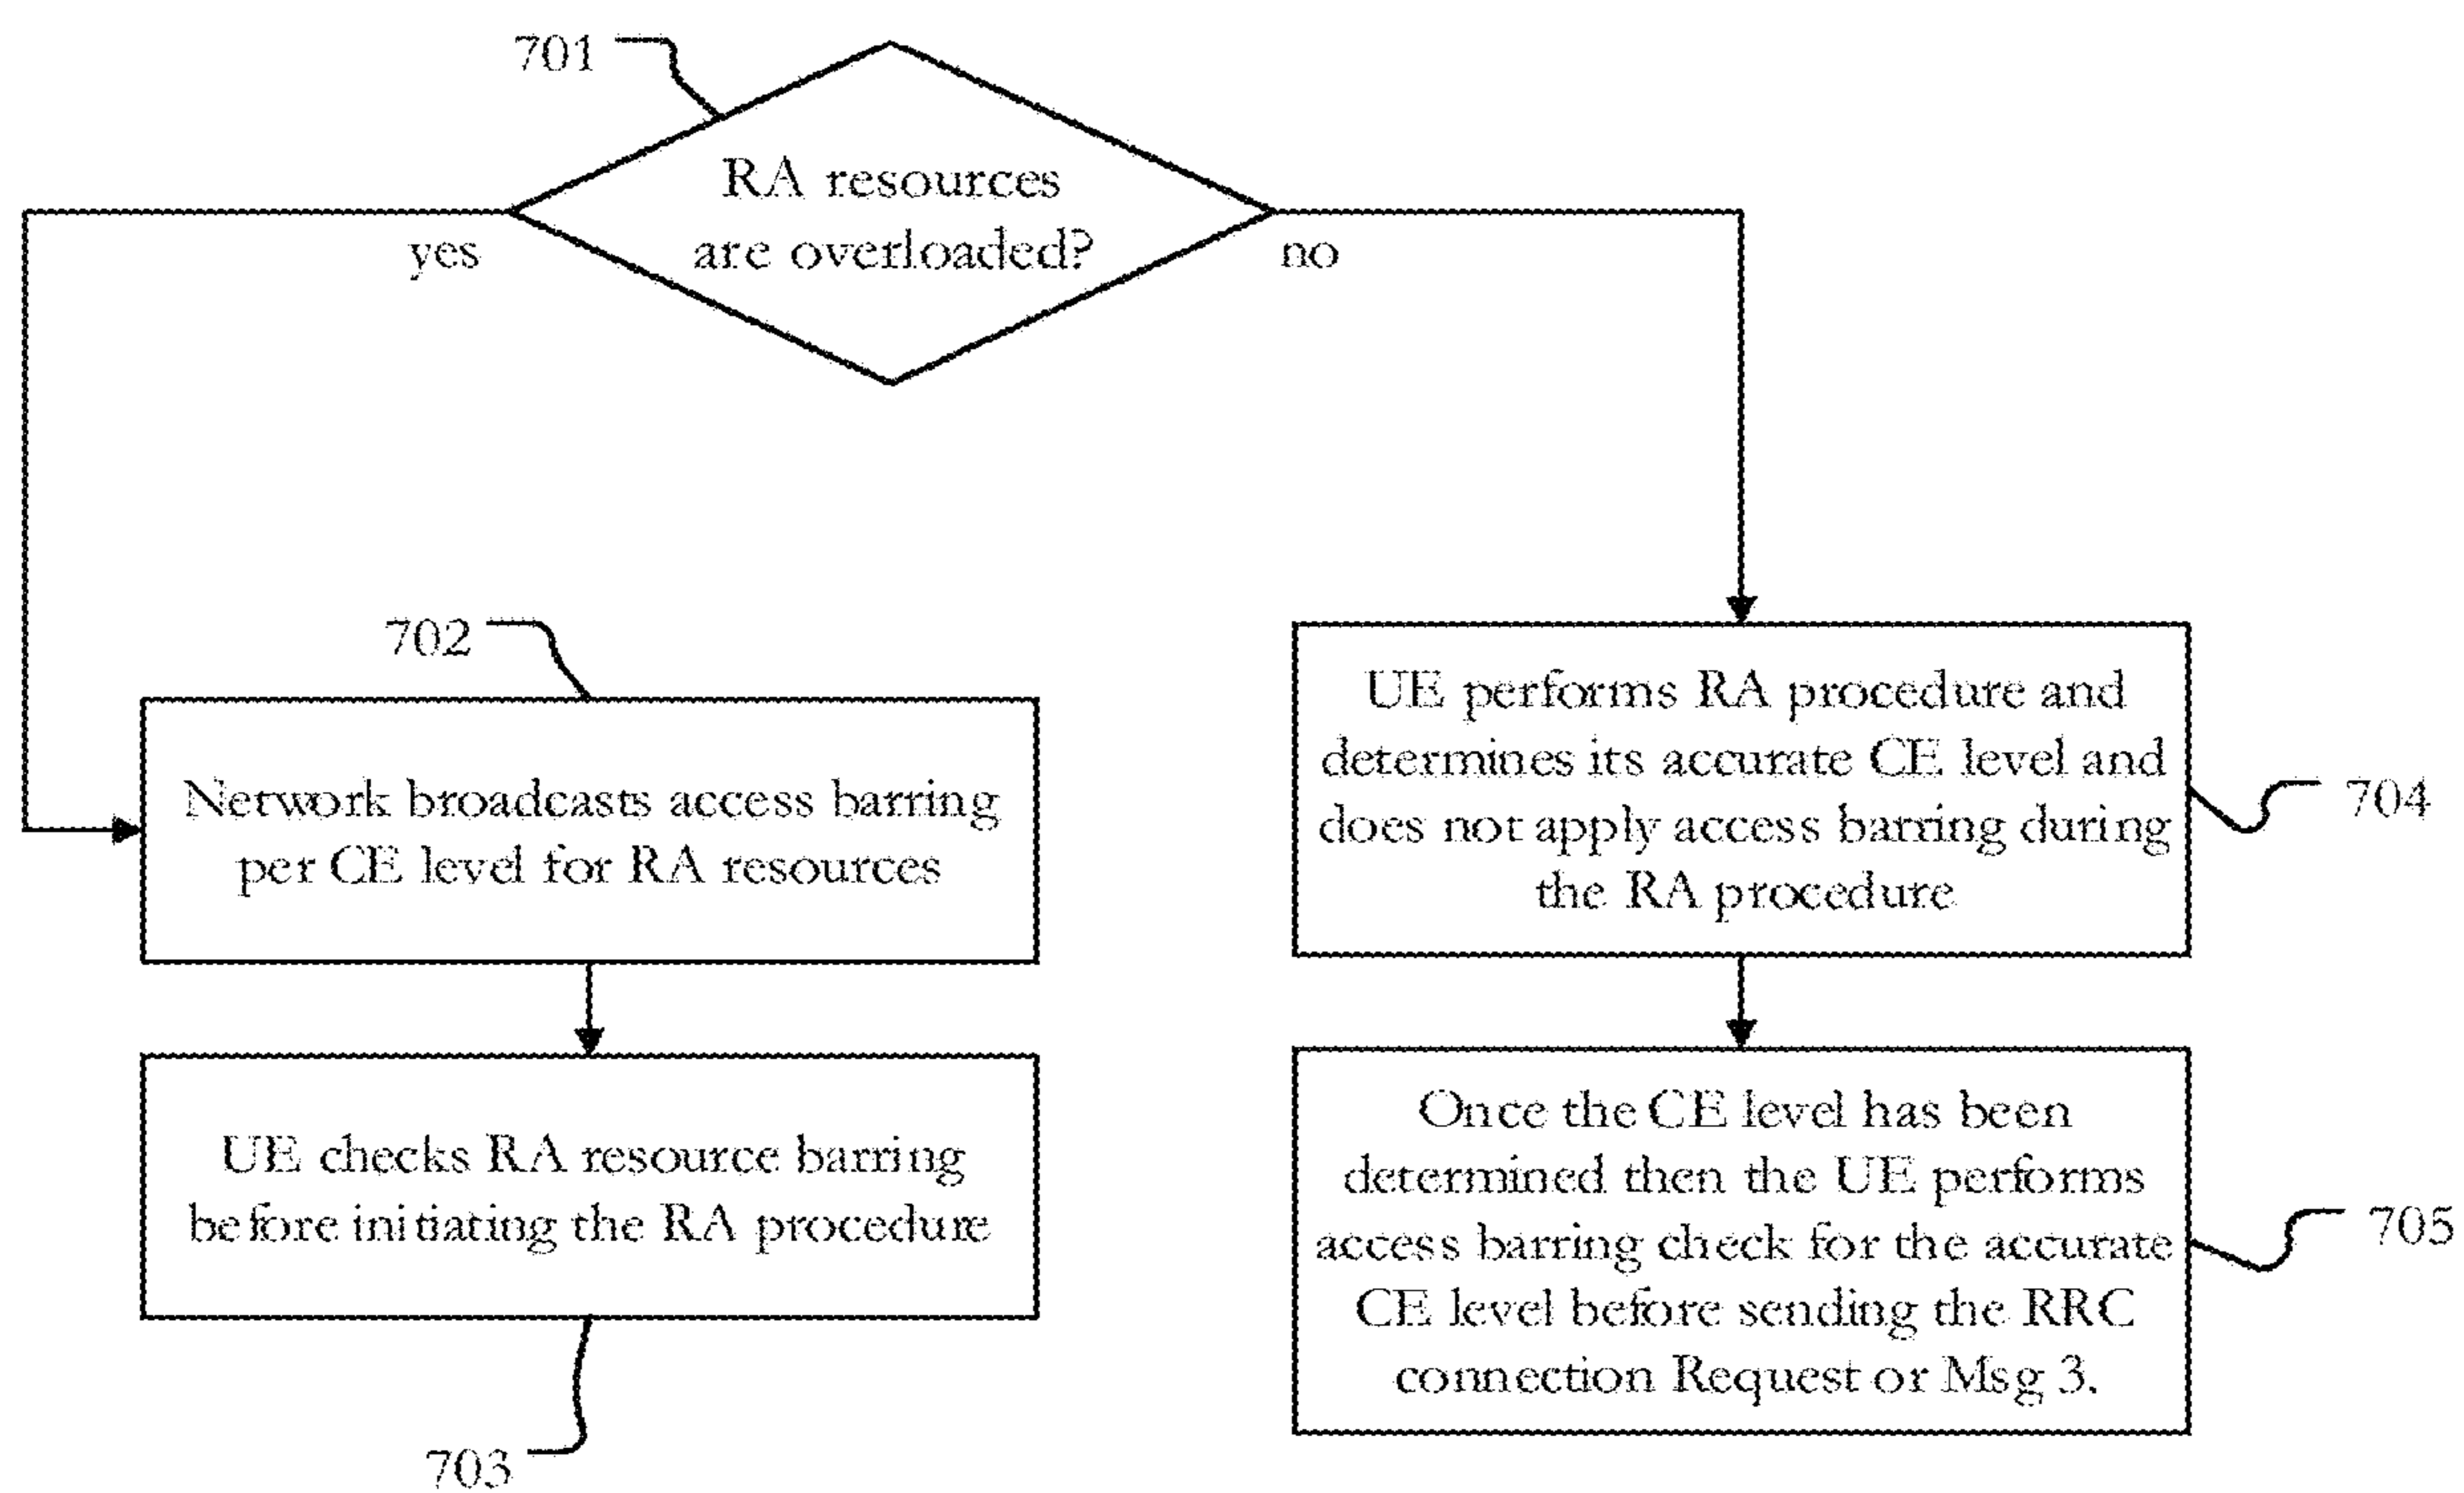 701
RA resources
are overloaded?
yes
no
702
Network broadcasts access barring
per CE level for RA resources
UE checks RA resource barring
before initiating the RA procedure
703
UE performs RA procedure and
determines its accurate CE level and
does not apply access barring during
the RA procedure
704
Once the CE level has been
determined then the UE performs
access barring check for the accurate
CE level before sending the RRC
connection Request or Msg 3.
705